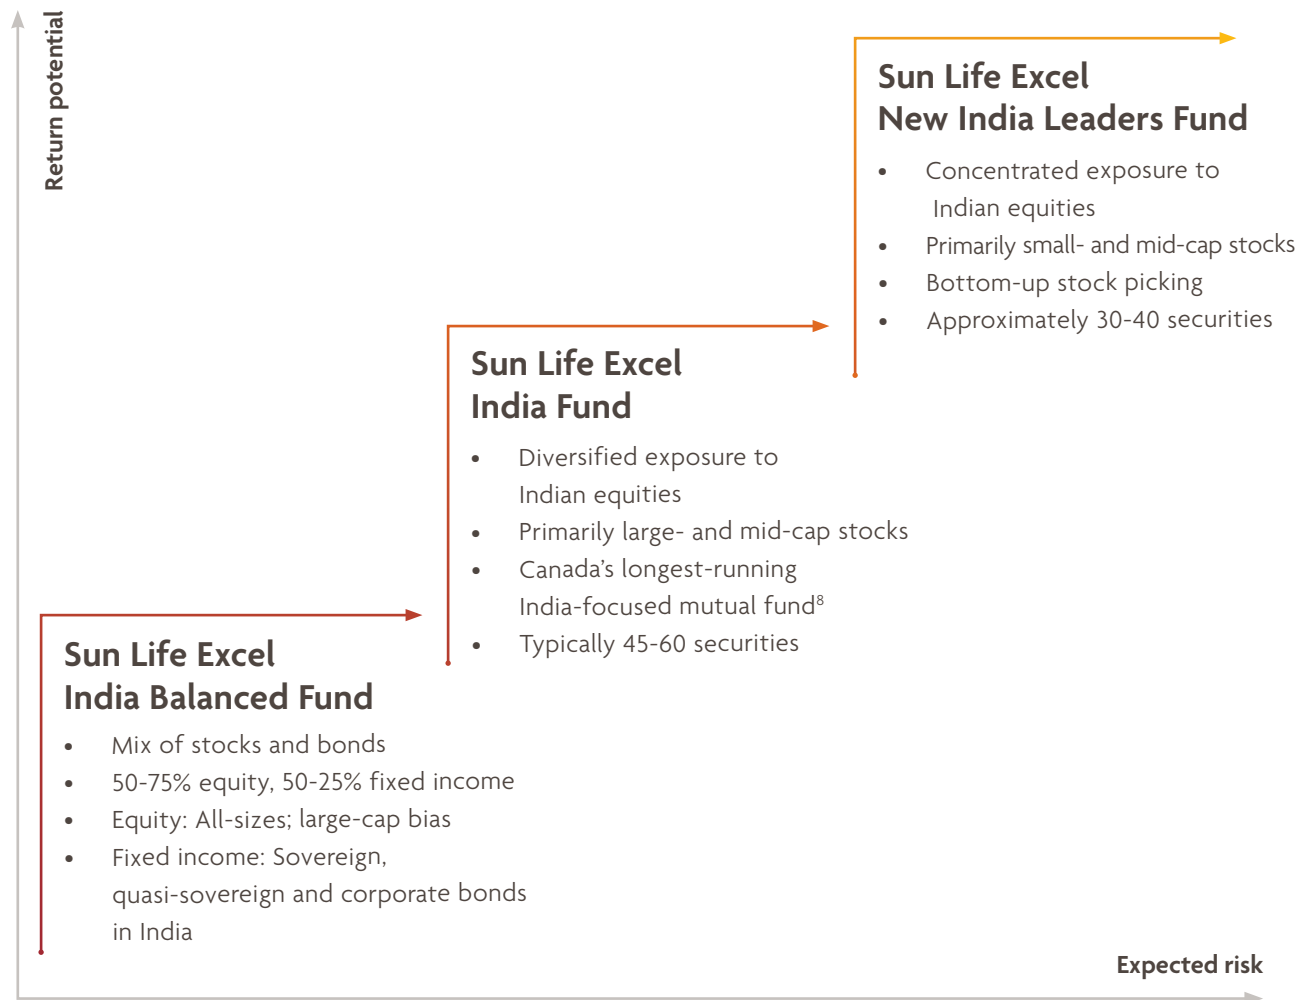 Return potential
Sun Life Excel
New India Leaders Fund
• Concentrated exposure to
Indian equities
• Primarily small- and mid-cap stocks
• Bottom-up stock picking
• Approximately 30-40 securities
Sun Life Excel
India Fund
• Diversified exposure to
Indian equities
• Primarily large- and mid-cap stocks
• Canada’s longest-running
India-focused mutual fund⁸
• Typically 45-60 securities
Sun Life Excel
India Balanced Fund
• Mix of stocks and bonds
• 50-75% equity, 50-25% fixed income
• Equity: All-sizes; large-cap bias
• Fixed income: Sovereign,
quasi-sovereign and corporate bonds
in India
Expected risk